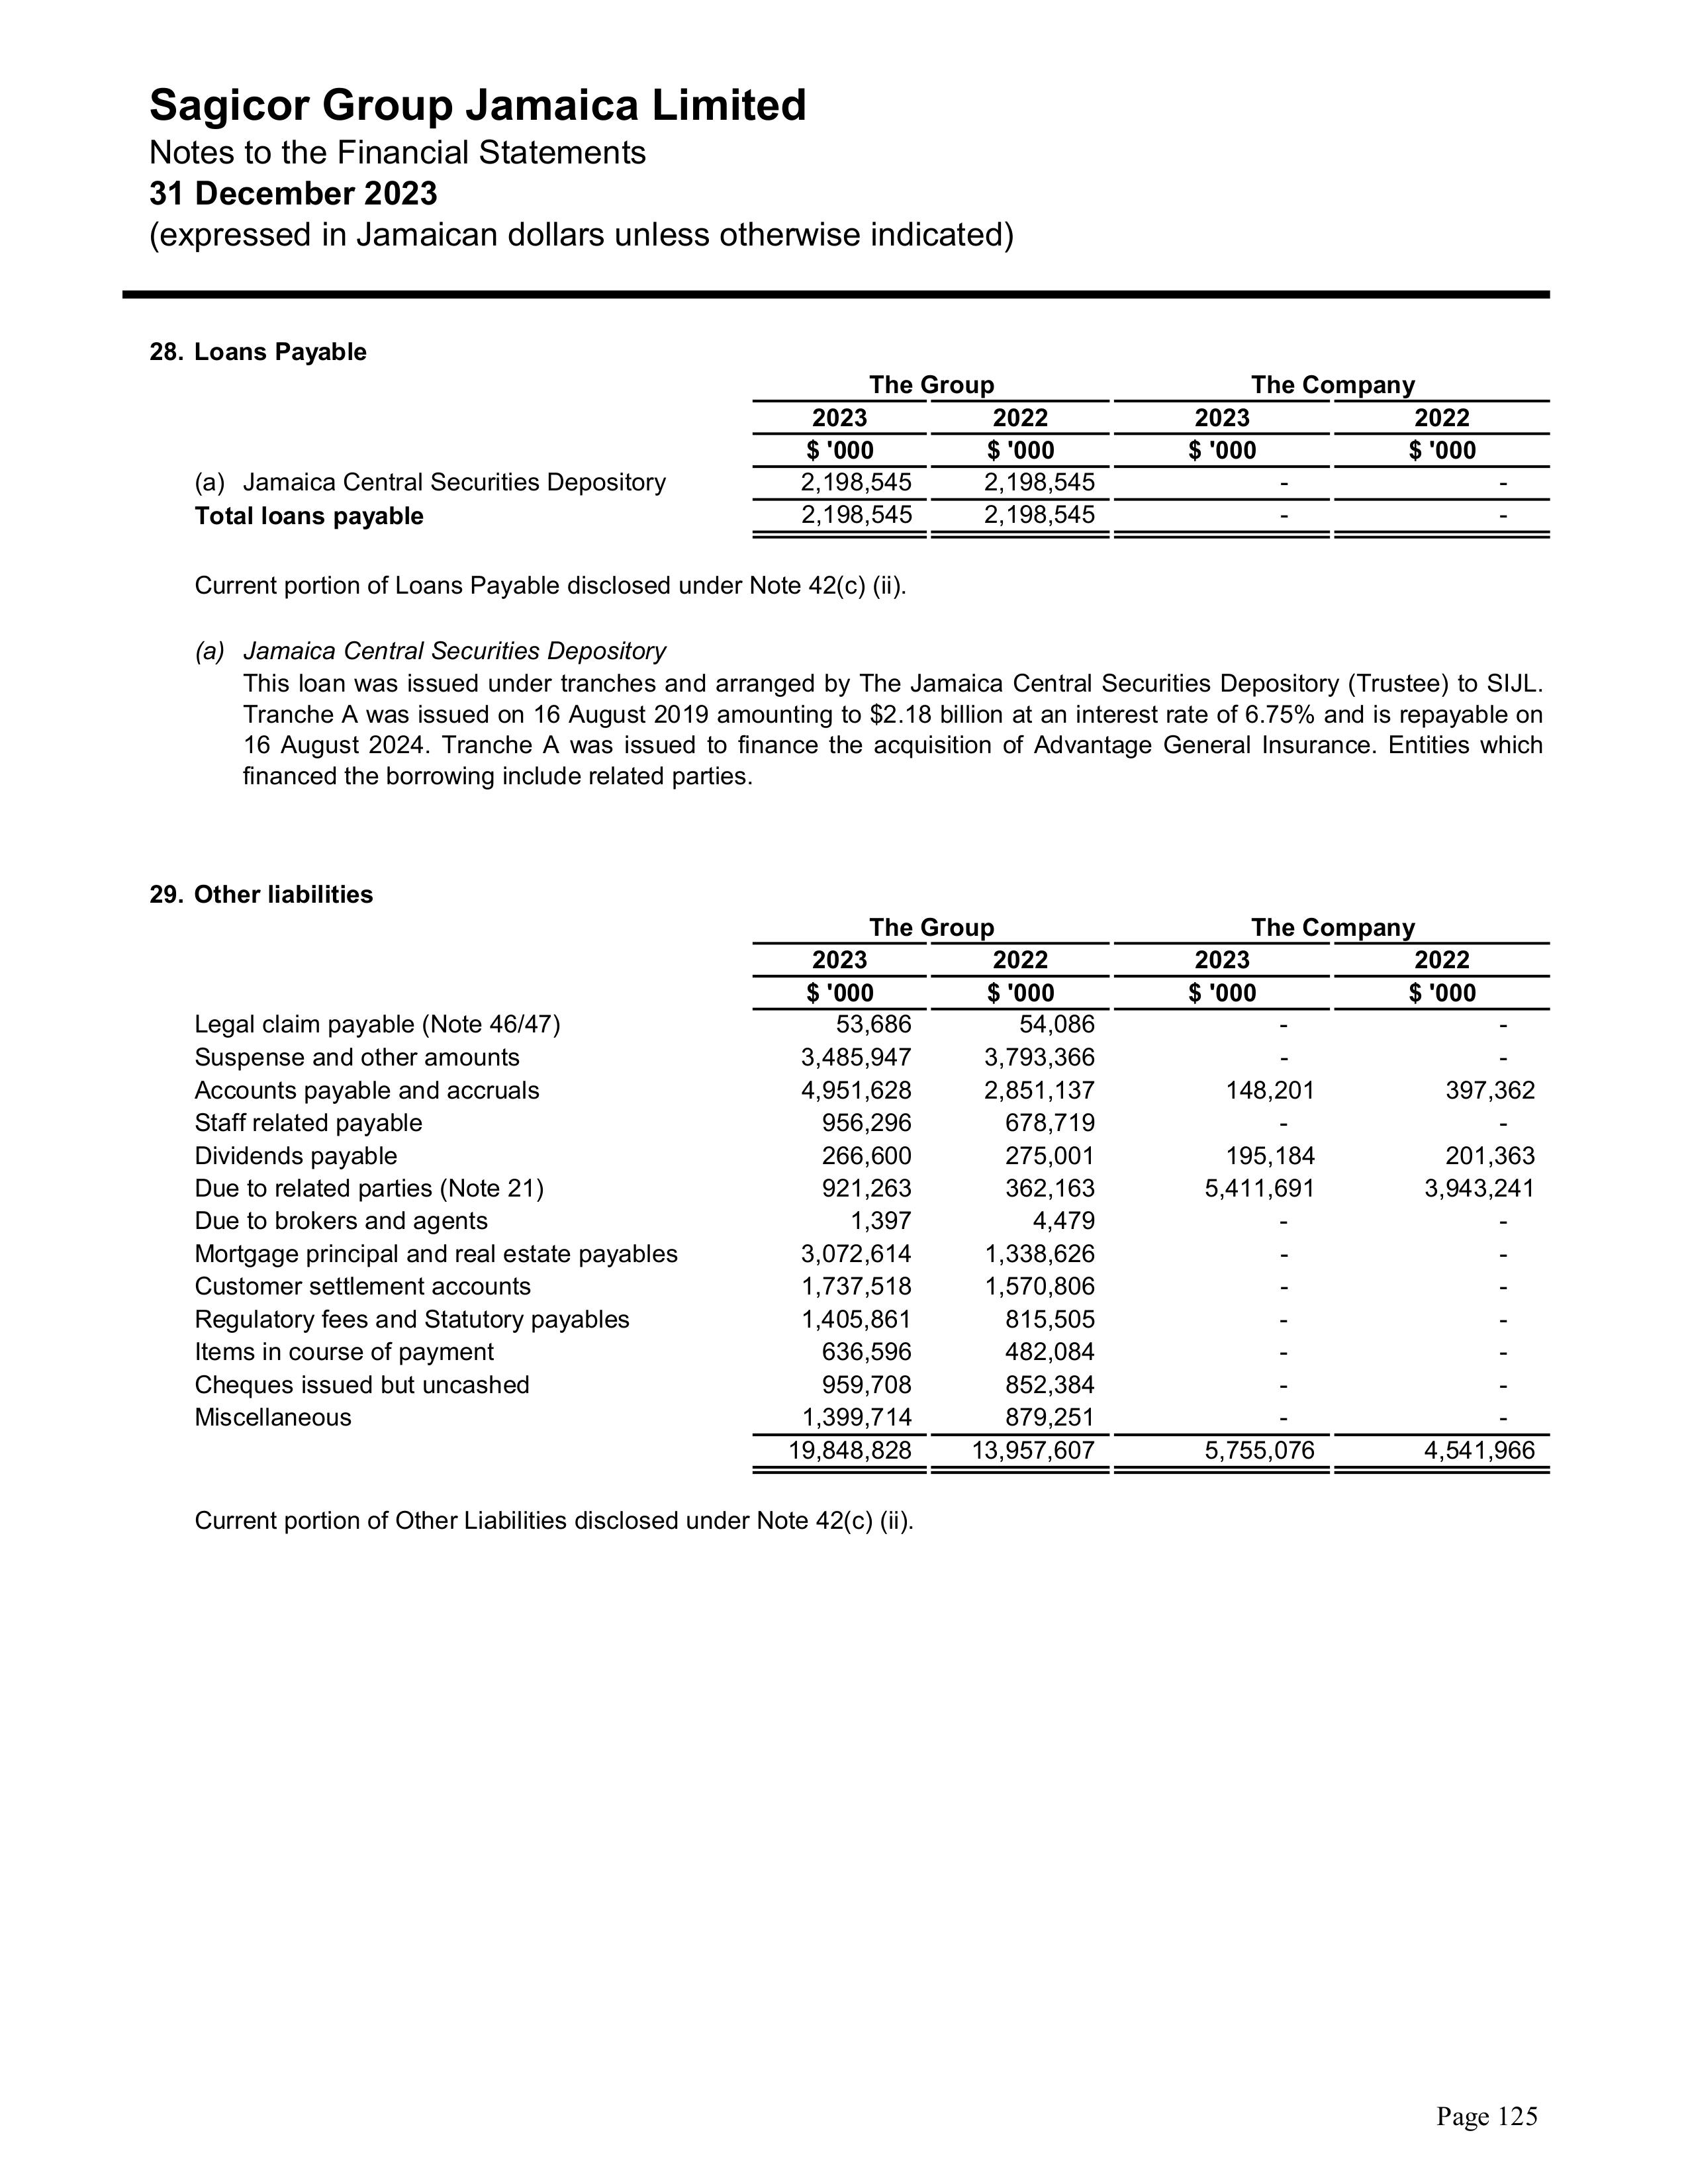 Sagicor Group Jamaica Limited
Notes to the Financial Statements
31 December 2023
(expressed in Jamaican dollars unless otherwise indicated)
28. Loans Payable
The Group The Company
2023 2022 2023 2022
$ '000 $ '000 $ '000 $ '000
(a) Jamaica Central Securities Depository 2,198,545 2,198,545 - -
Total loans payable 2,198,545 2,198,545 - -
Current portion of Loans Payable disclosed under Note 42(c) (ii).
(a) Jamaica Central Securities Depository
This loan was issued under tranches and arranged by The Jamaica Central Securities Depository (Trustee) to SIJL.
Tranche A was issued on 16 August 2019 amounting to $2.18 billion at an interest rate of 6.75% and is repayable on
16 August 2024. Tranche A was issued to finance the acquisition of Advantage General Insurance. Entities which
financed the borrowing include related parties.
29. Other liabilities
The Group The Company
2023 2022 2023 2022
$ '000 $ '000 $ '000 $ '000
Legal claim payable (Note 46/47) 53,686 54,086 - -
Suspense and other amounts 3,485,947 3,793,366 - -
Accounts payable and accruals 4,951,628 2,851,137 148,201 397,362
Staff related payable 956,296 678,719 - -
Dividends payable 266,600 275,001 195,184 201,363
Due to related parties (Note 21) 921,263 362,163 5,411,691 3,943,241
Due to brokers and agents 1,397 4,479 - -
Mortgage principal and real estate payables 3,072,614 1,338,626 - -
Customer settlement accounts 1,737,518 1,570,806 - -
Regulatory fees and Statutory payables 1,405,861 815,505 - -
Items in course of payment 636,596 482,084 - -
Cheques issued but uncashed 959,708 852,384 - -
Miscellaneous 1,399,714 879,251 - -
19,848,828 13,957,607 5,755,076 4,541,966
Current portion of Other Liabilities disclosed under Note 42(c) (ii).
Page 125